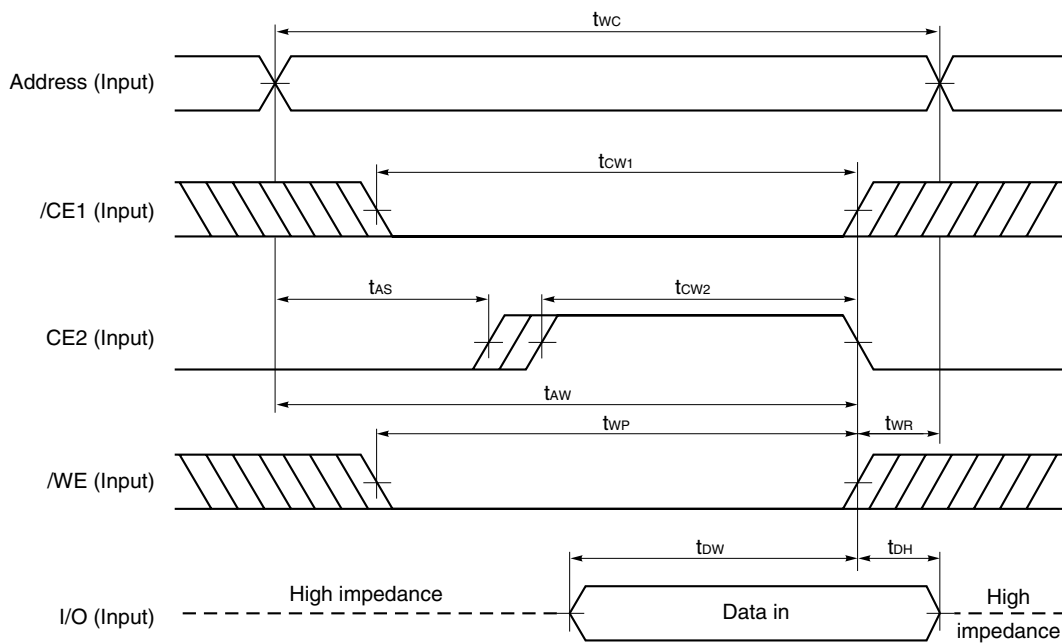 tWC
Address (Input)
tCW1
/CE1 (Input)
tAS
tCW2
CE2 (Input)
tAW
tWP
tWR
/WE (Input)
tDW
tDH
High impedance
I/O (Input)
Data in
High
impedance